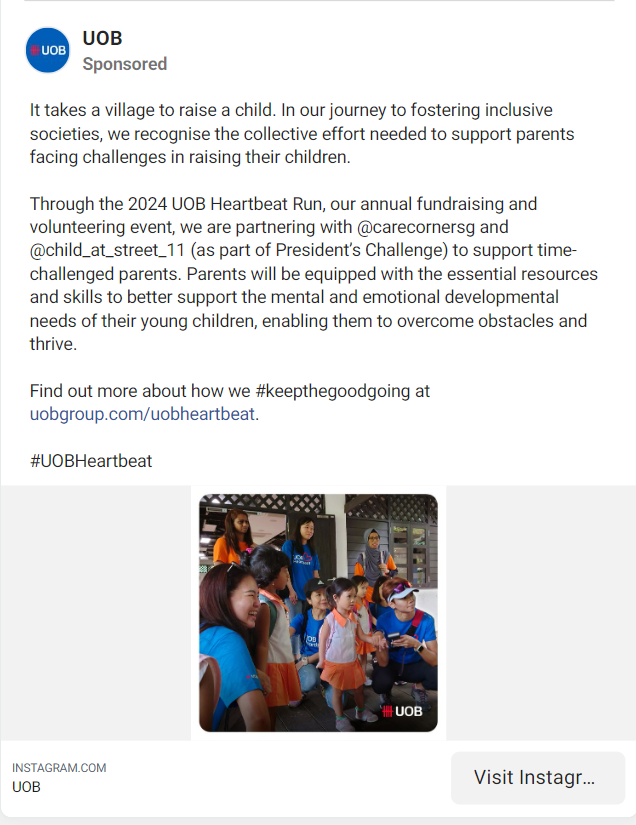 UOB
UOB
Sponsored
It takes a village to raise a child. In our journey to fostering inclusive
societies, we recognise the collective effort needed to support parents
facing challenges in raising their children.
Through the 2024 UOB Heartbeat Run, our annual fundraising and
volunteering event, we are partnering with @carecornersg and
@child_at_street_11 (as part of President's Challenge) to support time-
challenged parents. Parents will be equipped with the essential resources
and skills to better support the mental and emotional developmental
needs of their young children, enabling them to overcome obstacles and
thrive.
Find out more about how we #keepthegoodgoing at
uobgroup.com/uobheartbeat.
#UOBHeartbeat
UOB
INSTAGRAM.COM
UOB
Visit Instagr...